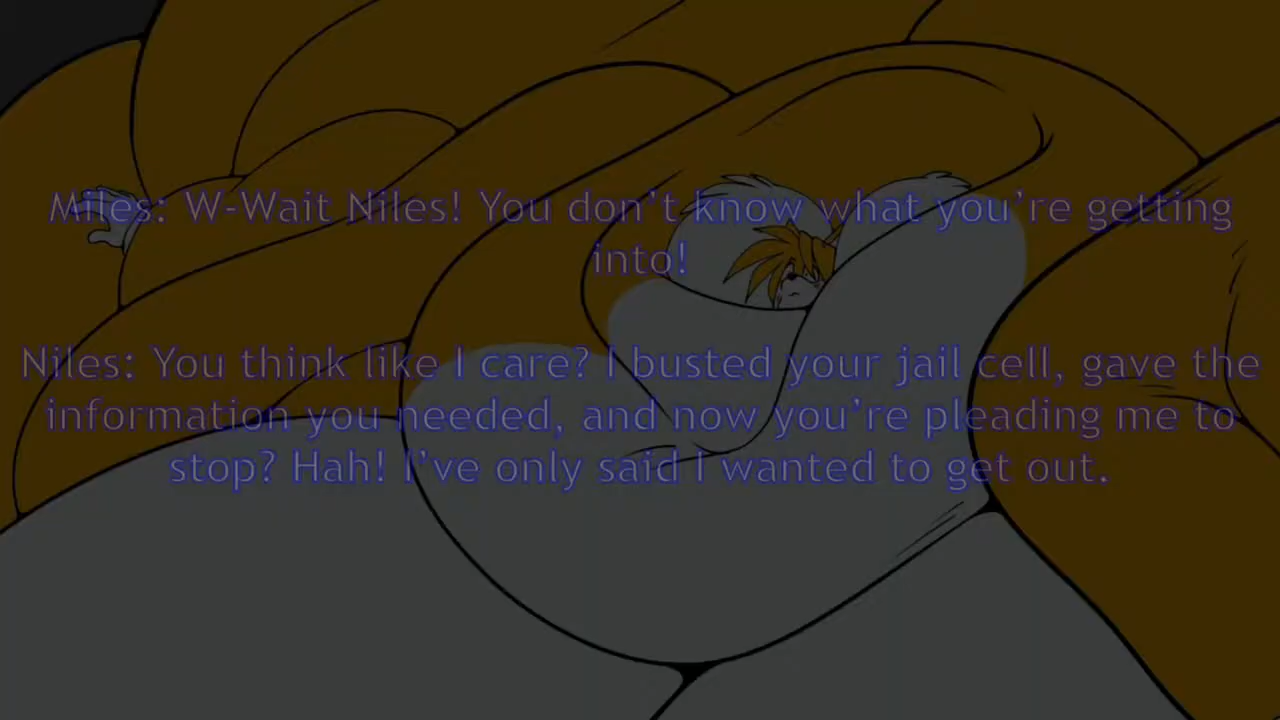 Miles: W-Wait Niles! You don't know what you're getting
into!
Niles: You think like I care? I busted your jail cell, gave the
information you needed, and now you're pleading me to
stop? Hah! I've only said I wanted to get out.